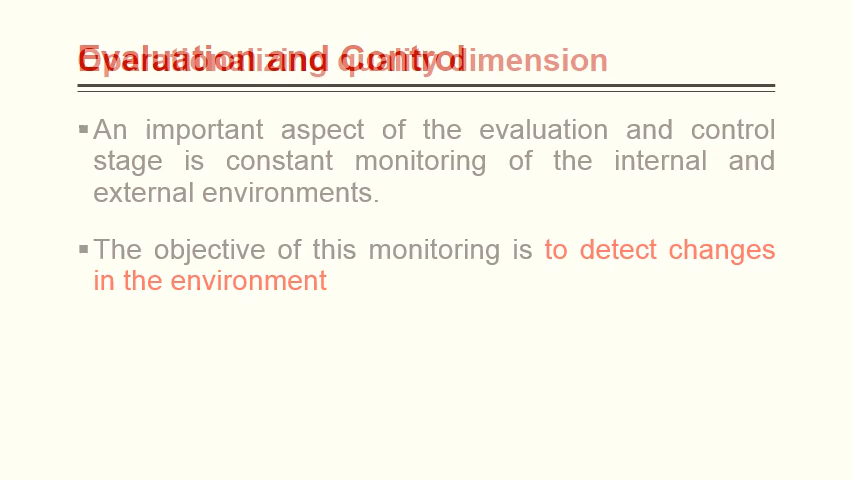 Evaluation and Control
Operationalizing quality dimension
▪An important aspect of the evaluation and control
stage is constant monitoring of the internal and
external environments.
▪The objective of this monitoring is to detect changes
in the environment